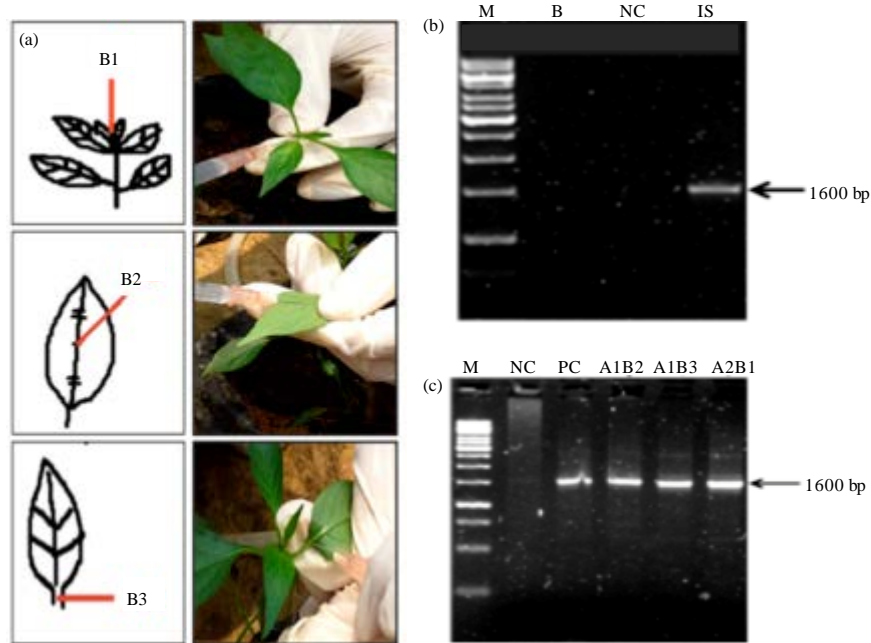 (a)
B1
B2
B3
(b)
M B NC IS
1600 bp
(c)
M NC PC A1B2 A1B3 A2B1
1600 bp